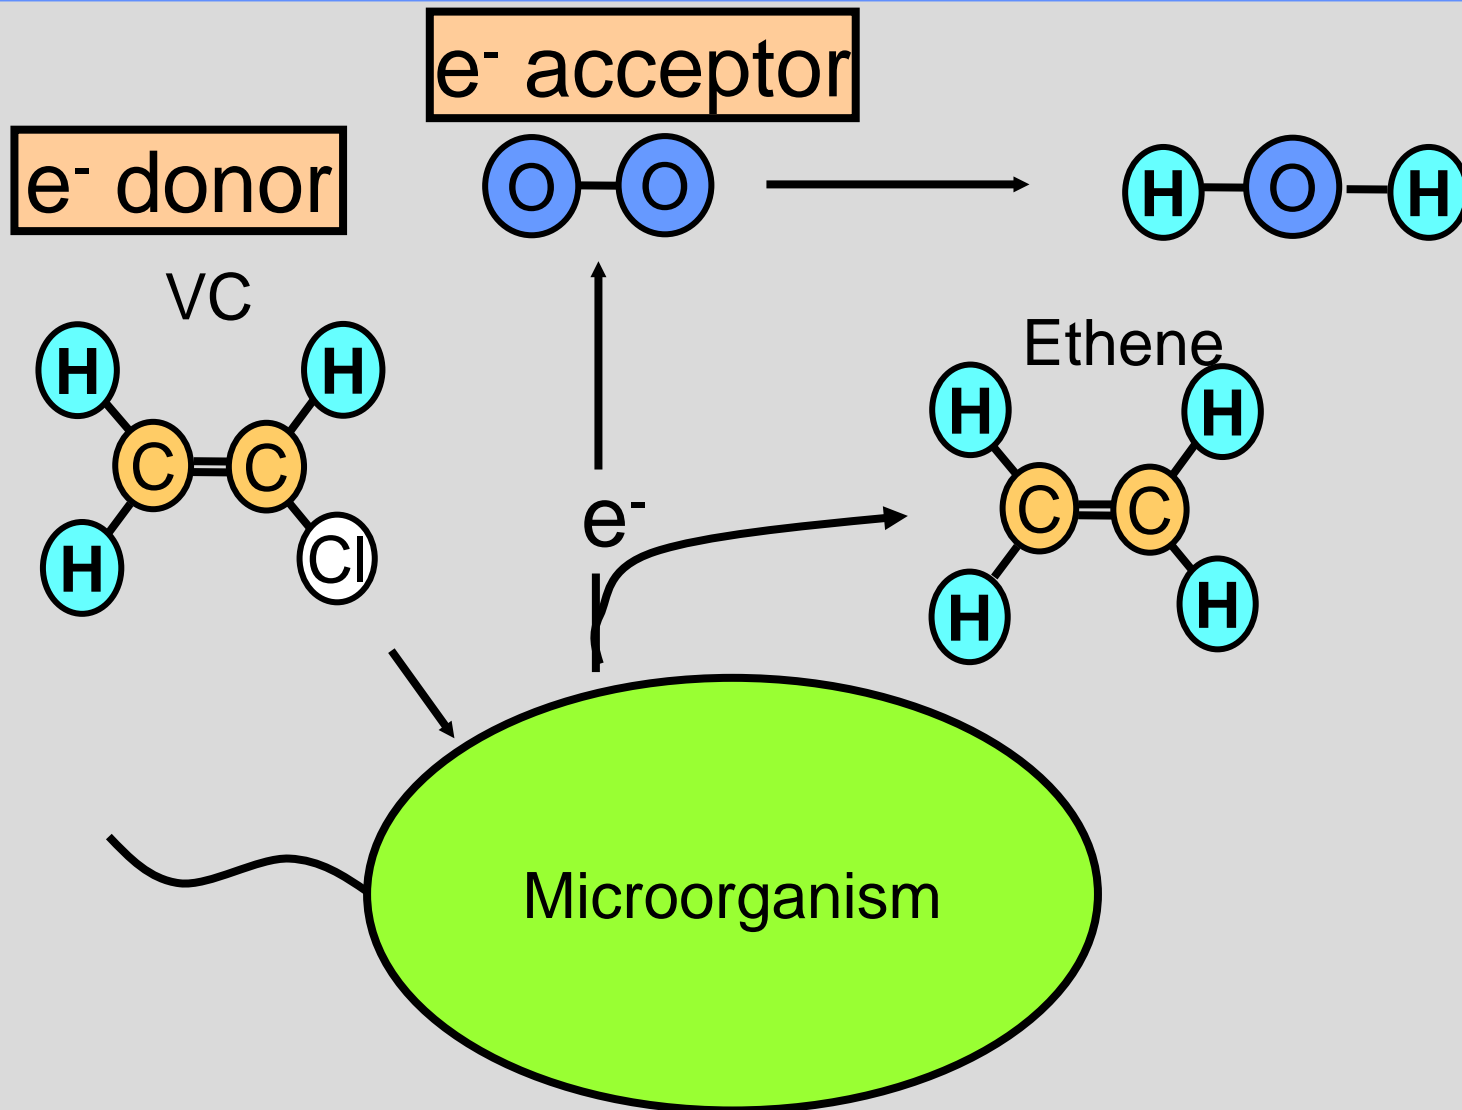 e⁻ acceptor
e⁻ donor
O O
H O H
VC
Ethene
H H
H H
C C
C C
e⁻
H Cl
H H
Microorganism